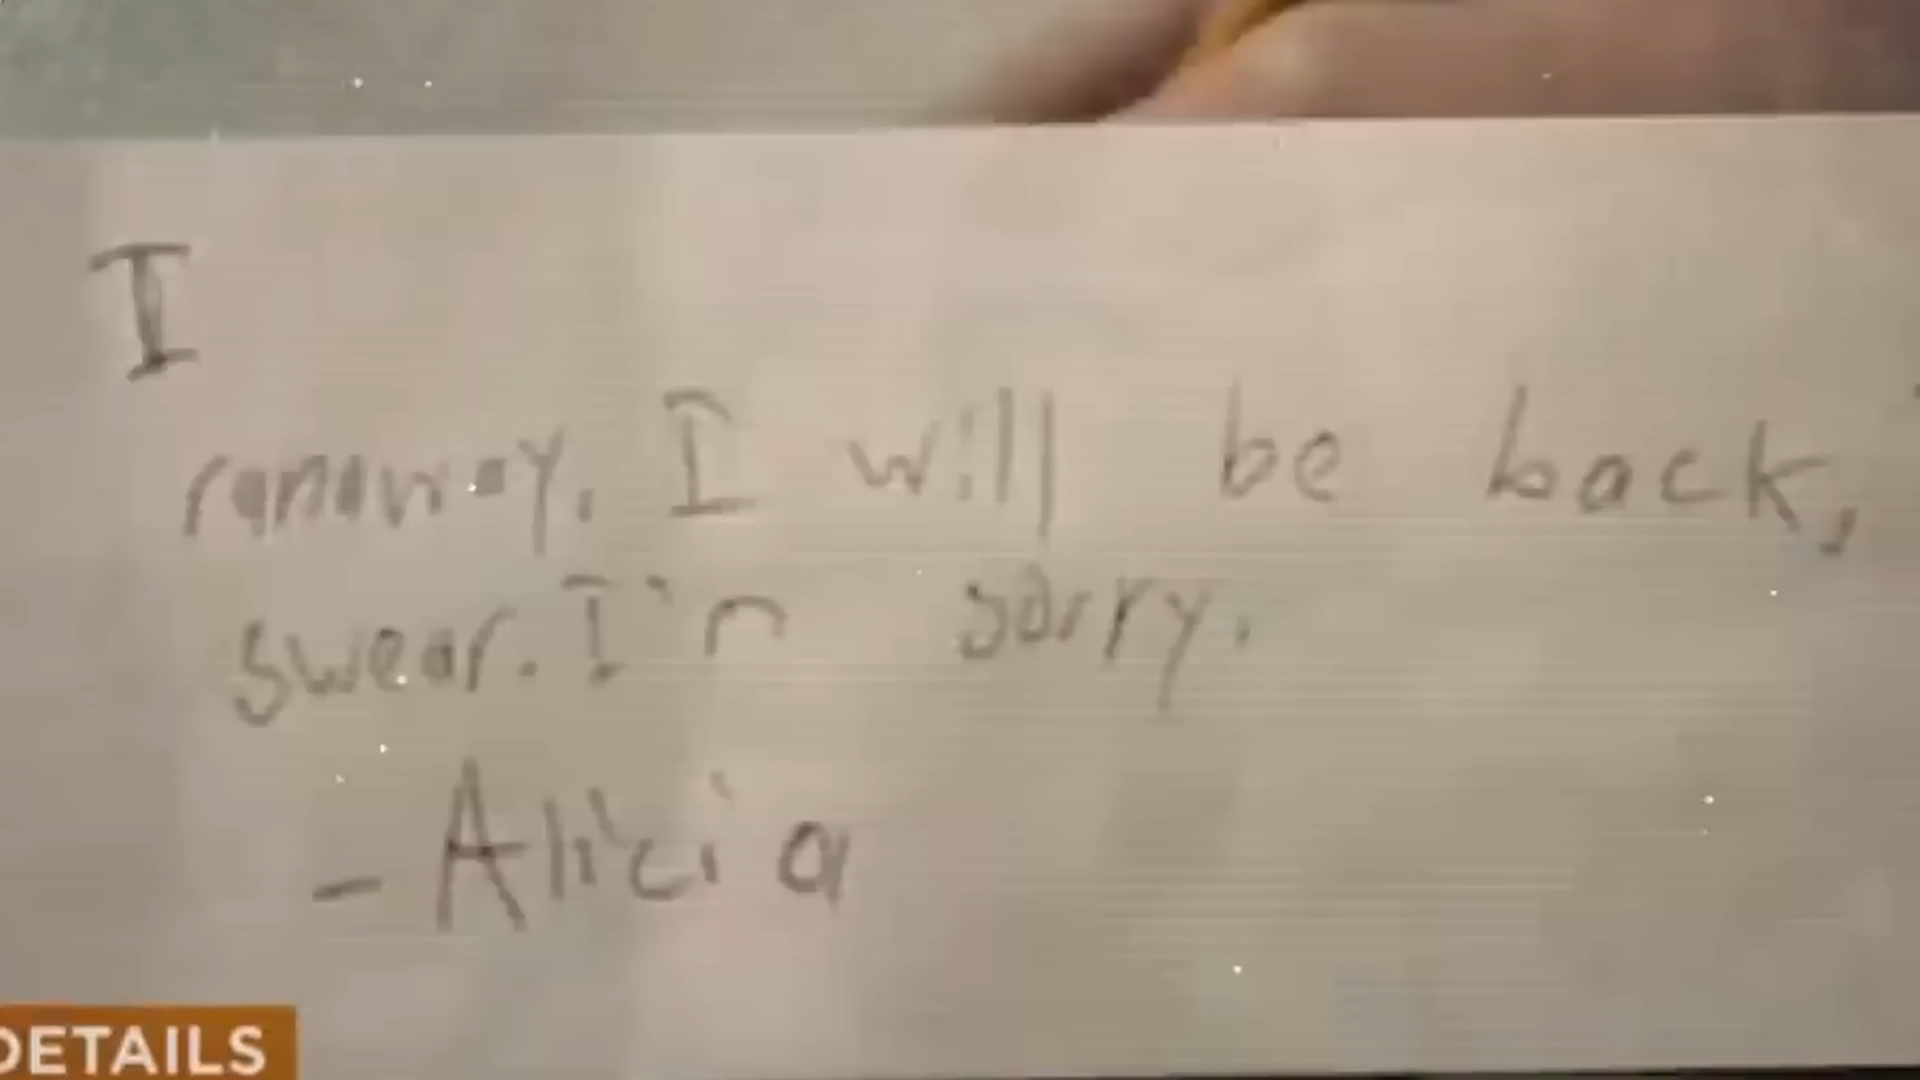 I
ranaway. I will be back,
swear. I'm sorry.
- Alicia
DETAILS